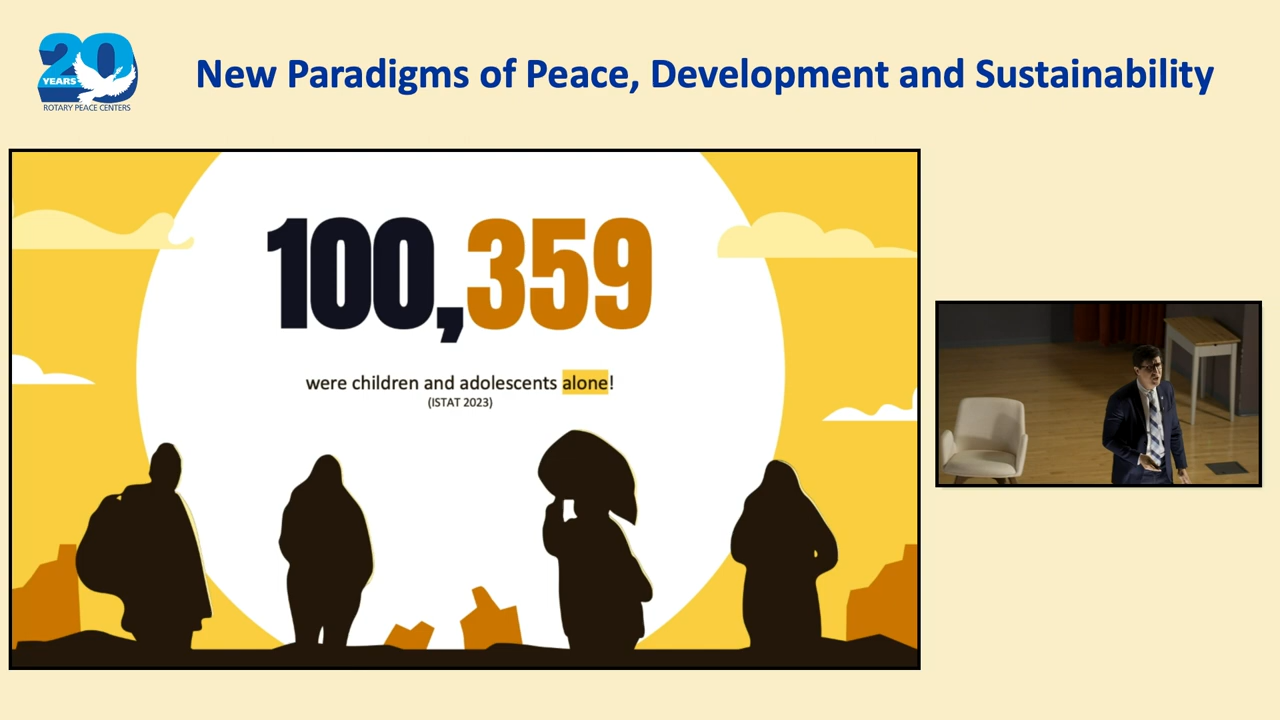 20
YEARS
ROTARY PEACE CENTERS
New Paradigms of Peace, Development and Sustainability
100,359
were children and adolescents alone!
(ISTAT 2023)